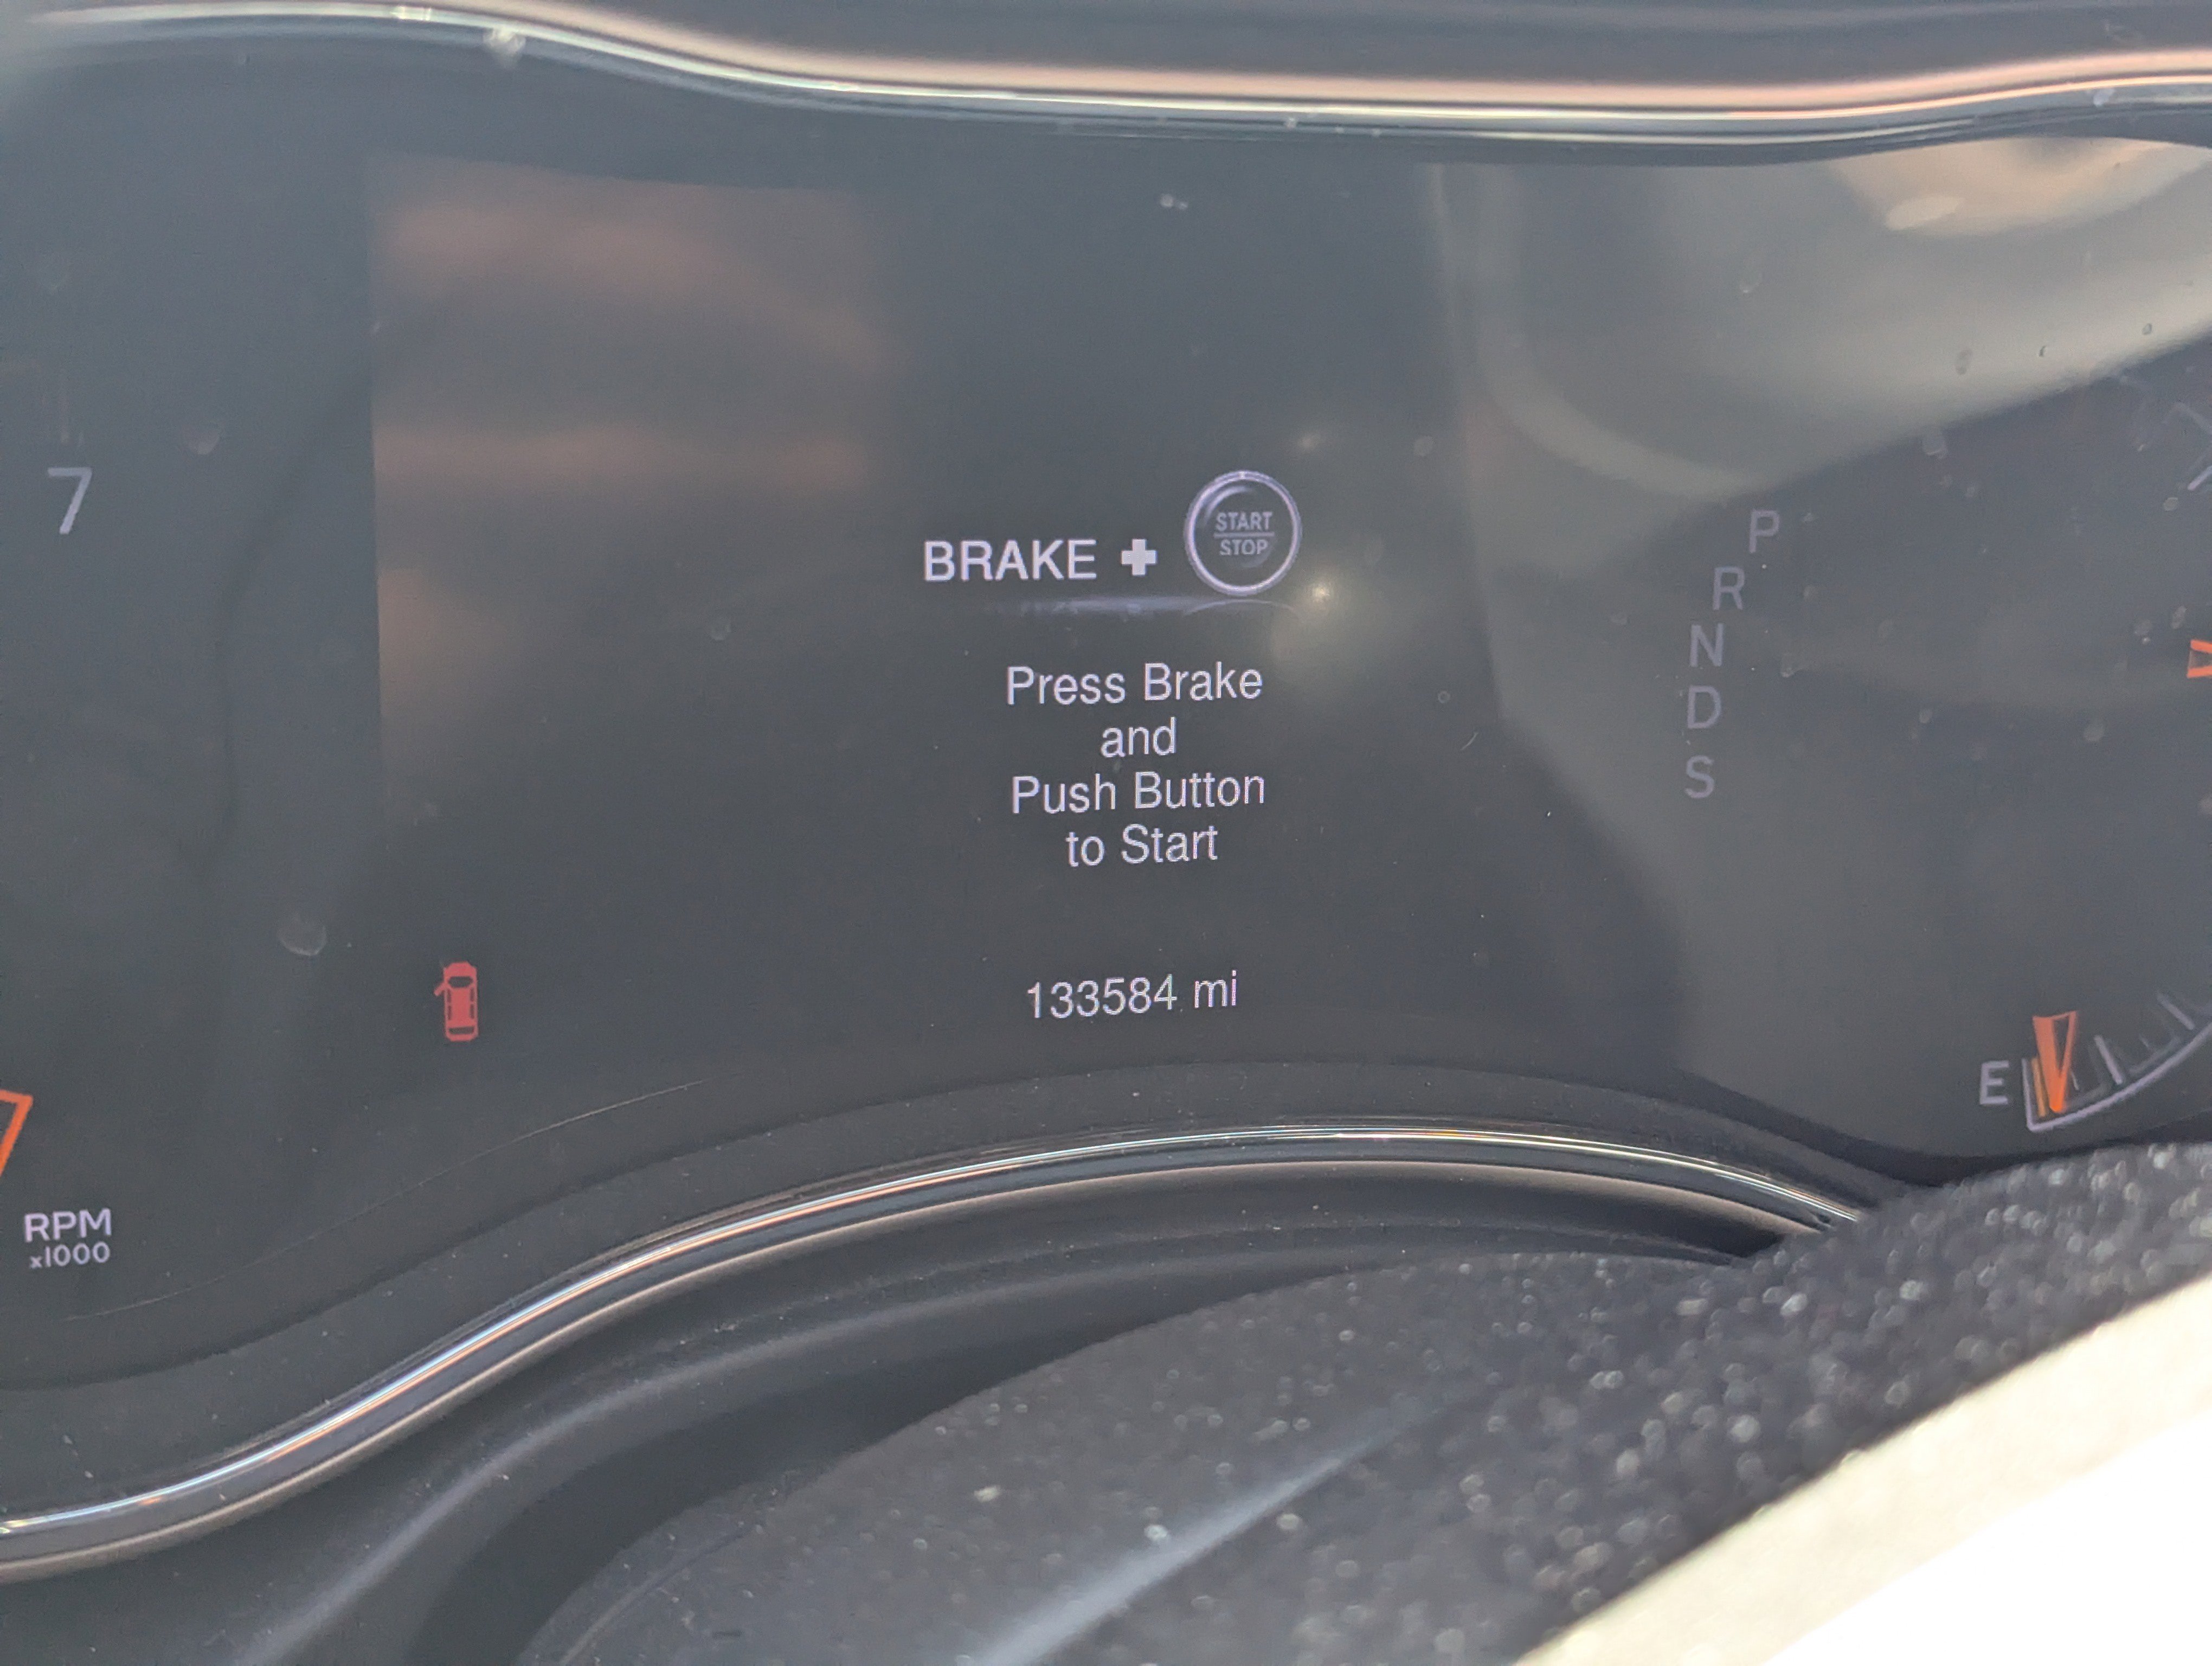 7
BRAKE + START
STOP
Press Brake
and
Push Button
to Start
133584 mi
P
R
N
D
S
E
RPM
x1000